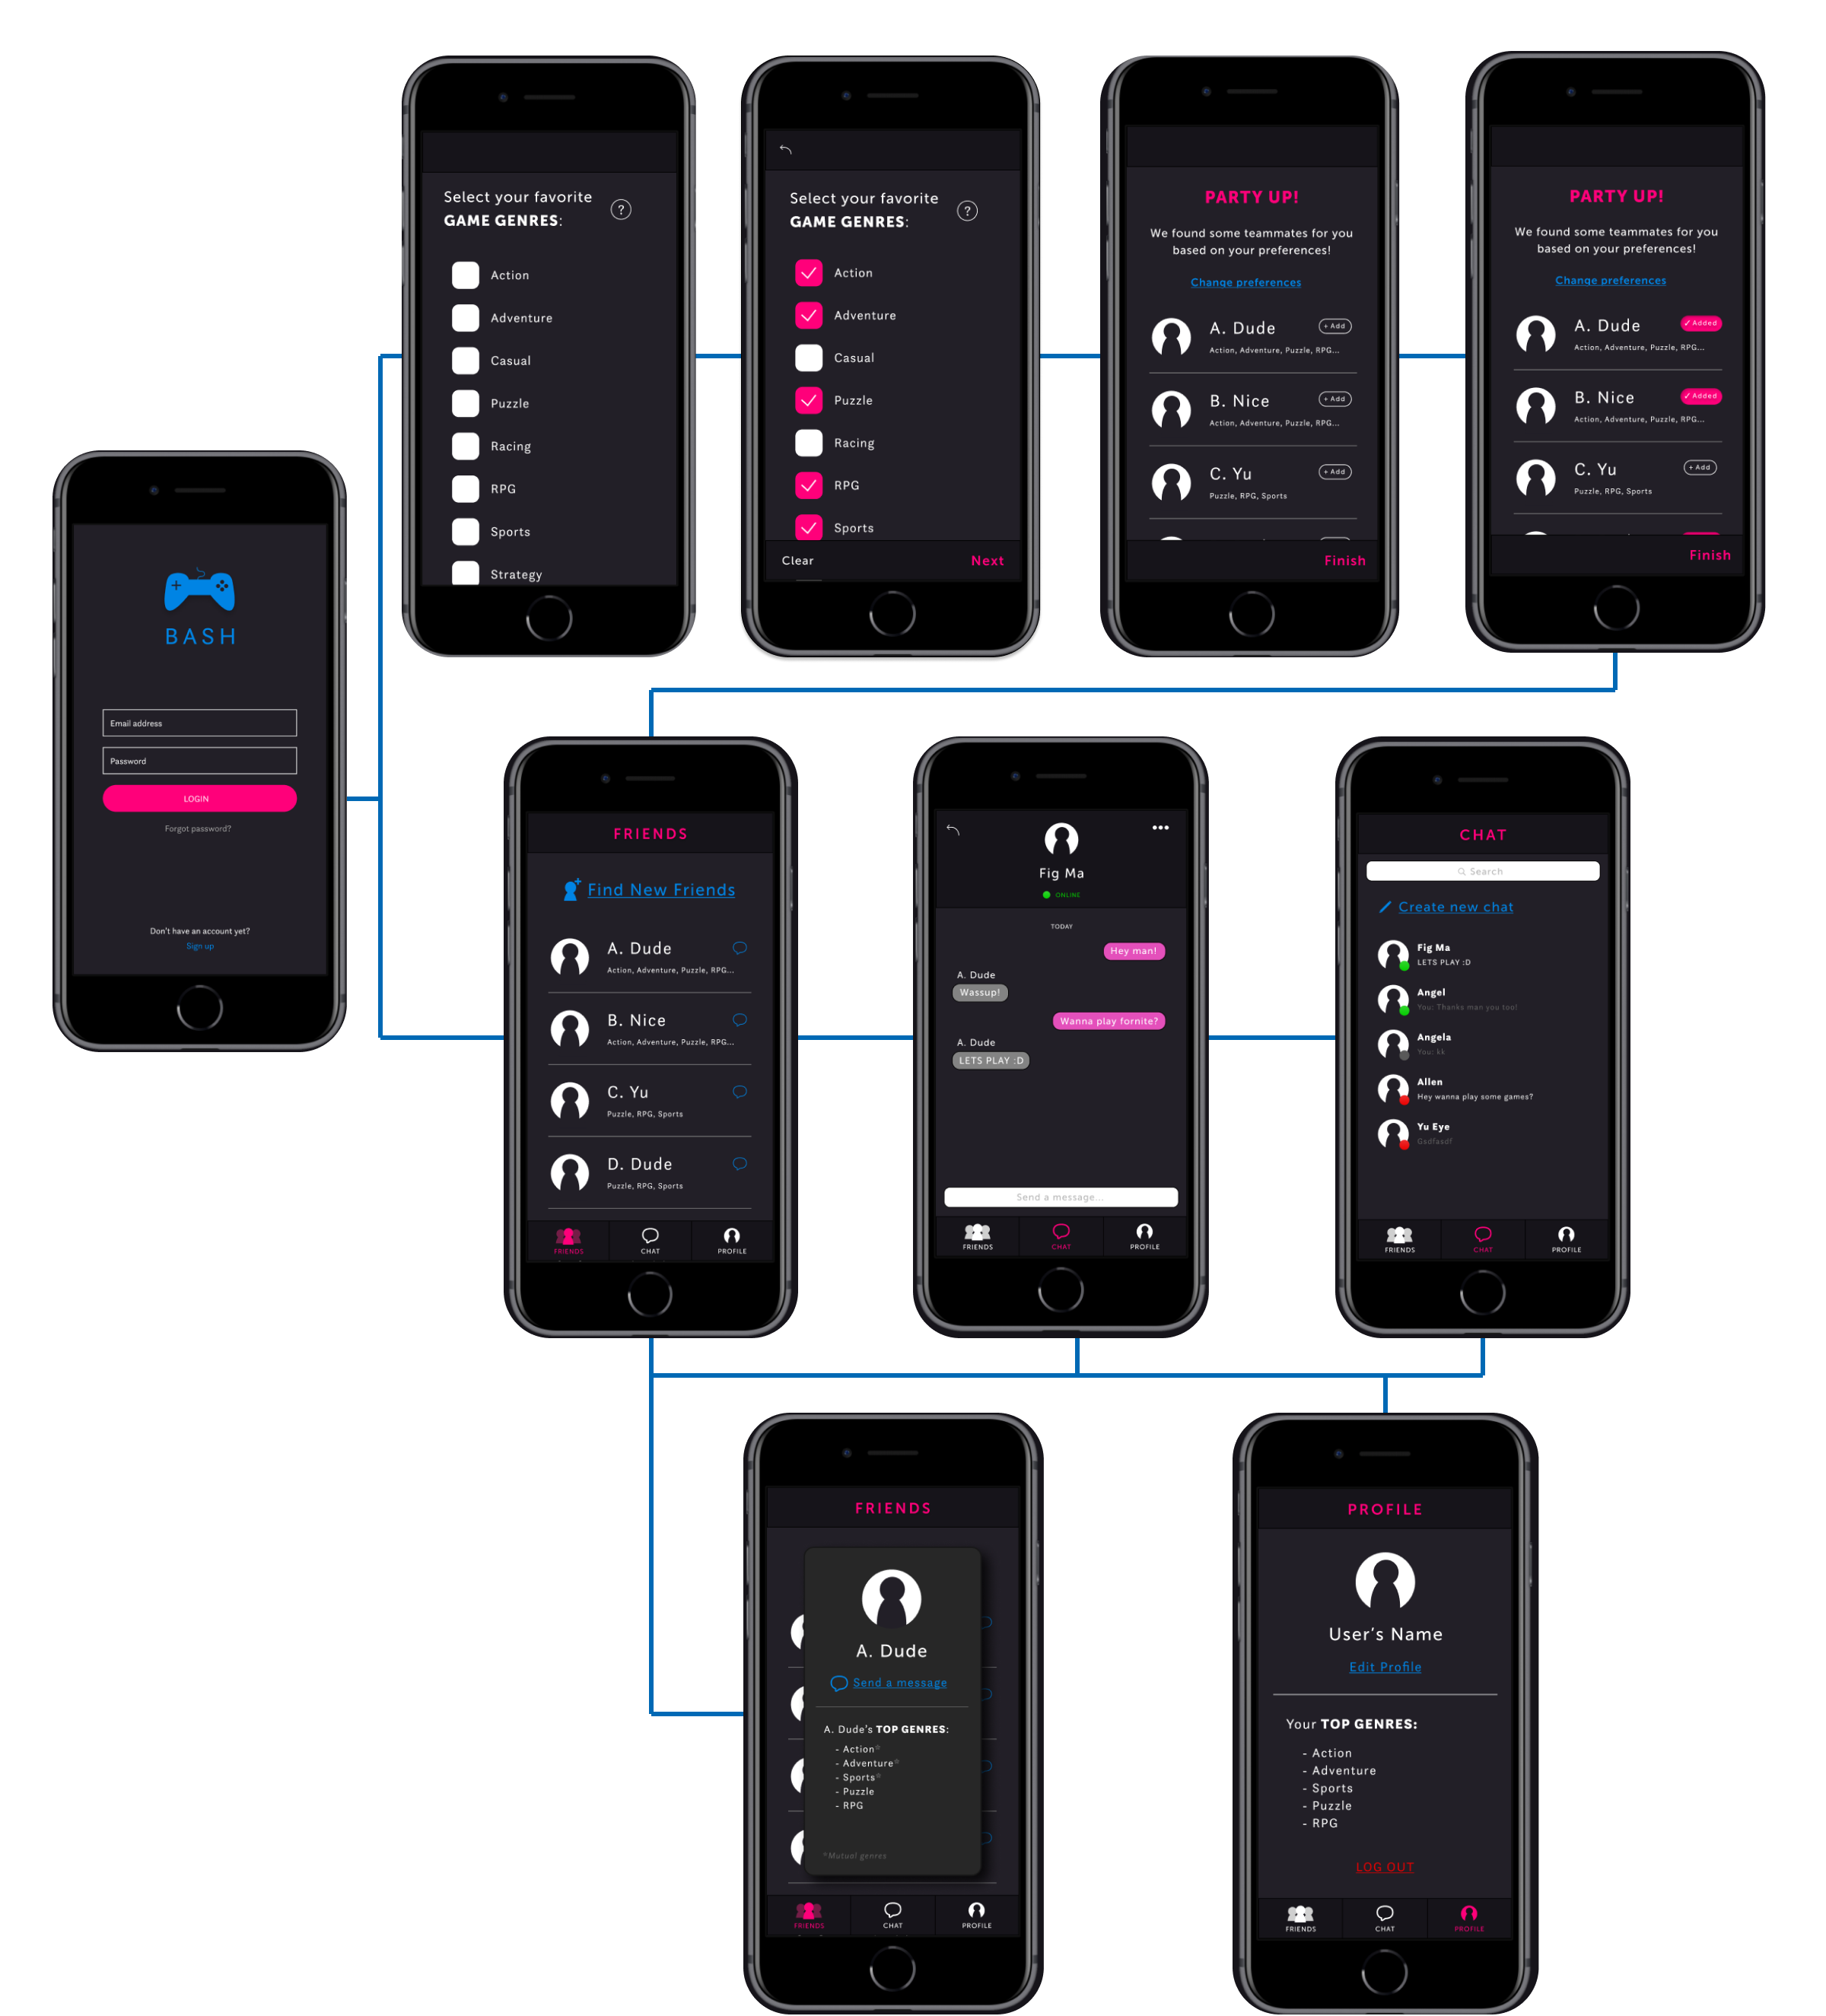 BASH
Email address
Password
LOGIN
Forgot password?
Don't have an account yet?
Sign up
Select your favorite
GAME GENRES:
?
Action
Adventure
Casual
Puzzle
Racing
RPG
Sports
Strategy
Select your favorite
GAME GENRES:
?
Action
Adventure
Casual
Puzzle
Racing
RPG
Sports
Clear Next
PARTY UP!
We found some teammates for you
based on your preferences!
Change preferences
A. Dude + Add
Action, Adventure, Puzzle, RPG...
B. Nice + Add
Action, Adventure, Puzzle, RPG...
C. Yu + Add
Puzzle, RPG, Sports
Finish
PARTY UP!
We found some teammates for you
based on your preferences!
Change preferences
A. Dude ✓ Added
Action, Adventure, Puzzle, RPG...
B. Nice ✓ Added
Action, Adventure, Puzzle, RPG...
C. Yu + Add
Puzzle, RPG, Sports
Finish
FRIENDS
Find New Friends
A. Dude
Action, Adventure, Puzzle, RPG...
B. Nice
Action, Adventure, Puzzle, RPG...
C. Yu
Puzzle, RPG, Sports
D. Dude
Puzzle, RPG, Sports
FRIENDS CHAT PROFILE
Fig Ma
ONLINE
TODAY
Hey man!
A. Dude
Wassup!
Wanna play fornite?
A. Dude
LETS PLAY :D
Send a message...
FRIENDS CHAT PROFILE
CHAT
Search
Create new chat
Fig Ma
LETS PLAY :D
Angel
You: Thanks man you too!
Angela
You: kk
Allen
Hey wanna play some games?
Yu Eye
Gsdfasdf
FRIENDS CHAT PROFILE
FRIENDS
A. Dude
Send a message
A. Dude's TOP GENRES:
- Action*
- Adventure*
- Sports*
- Puzzle
- RPG
*Mutual genres
FRIENDS CHAT PROFILE
PROFILE
User's Name
Edit Profile
Your TOP GENRES:
- Action
- Adventure
- Sports
- Puzzle
- RPG
LOG OUT
FRIENDS CHAT PROFILE